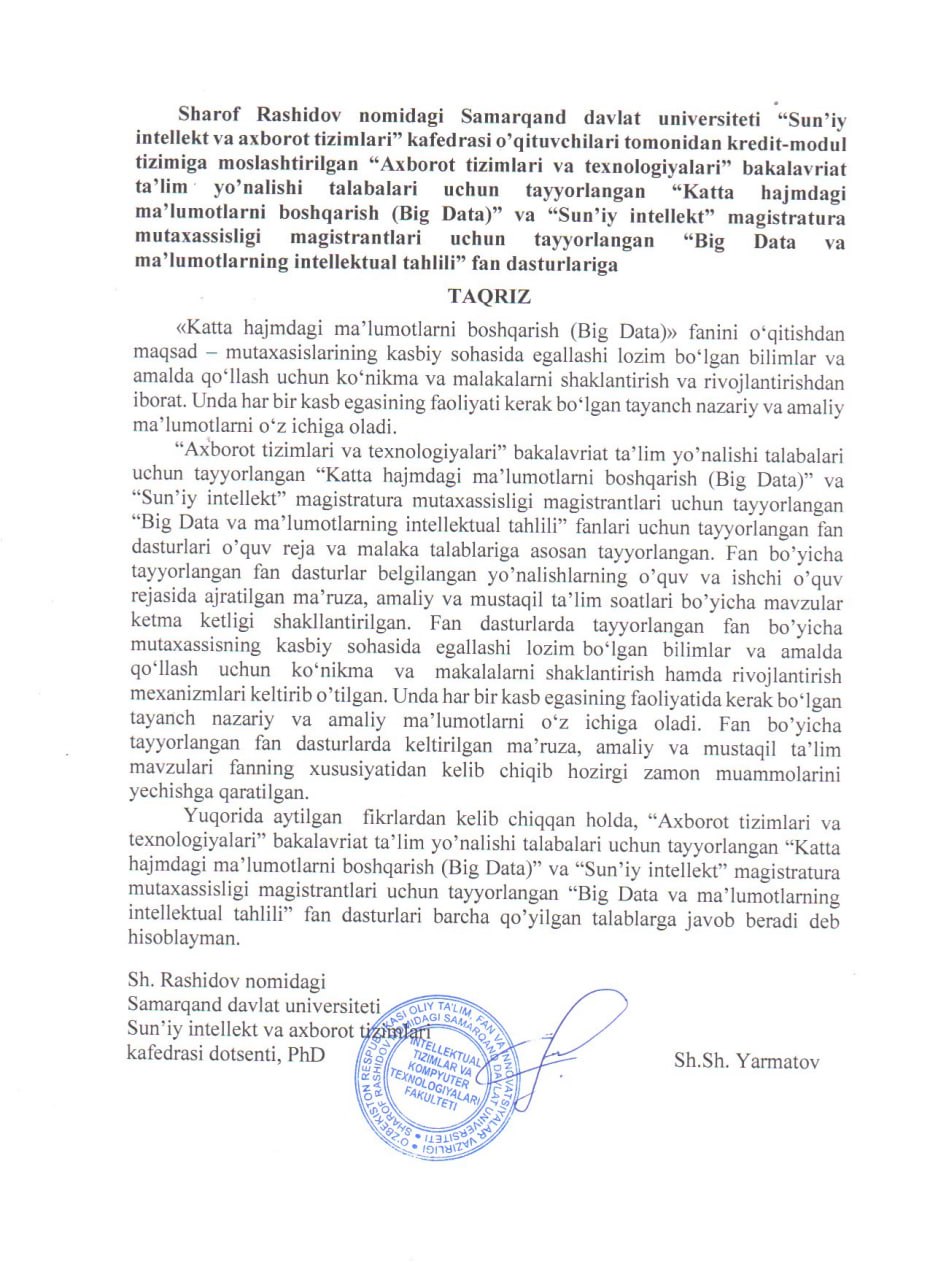 Sharof Rashidov nomidagi Samarqand davlat universiteti “Sun’iy
intellekt va axborot tizimlari” kafedrasi o’qituvchilari tomonidan kredit-modul
tizimiga moslashtirilgan “Axborot tizimlari va texnologiyalari” bakalavriat
ta’lim yo’nalishi talabalari uchun tayyorlangan “Katta hajmdagi
ma’lumotlarni boshqarish (Big Data)” va “Sun’iy intellekt” magistratura
mutaxassisligi magistrantlari uchun tayyorlangan “Big Data va
ma’lumotlarning intellektual tahlili” fan dasturlariga
TAQRIZ
«Katta hajmdagi ma’lumotlarni boshqarish (Big Data)» fanini o‘qitishdan
maqsad – mutaxasislarining kasbiy sohasida egallashi lozim bo‘lgan bilimlar va
amalda qo‘llash uchun ko‘nikma va malakalarni shaklantirish va rivojlantirishdan
iborat. Unda har bir kasb egasining faoliyati kerak bo‘lgan tayanch nazariy va amaliy
ma’lumotlarni o‘z ichiga oladi.
“Axborot tizimlari va texnologiyalari” bakalavriat ta’lim yo’nalishi talabalari
uchun tayyorlangan “Katta hajmdagi ma’lumotlarni boshqarish (Big Data)” va
“Sun’iy intellekt” magistratura mutaxassisligi magistrantlari uchun tayyorlangan
“Big Data va ma’lumotlarning intellektual tahlili” fanlari uchun tayyorlangan fan
dasturlari o’quv reja va malaka talablariga asosan tayyorlangan. Fan bo’yicha
tayyorlangan fan dasturlar belgilangan yo’nalishlarning o’quv va ishchi o’quv
rejasida ajratilgan ma’ruza, amaliy va mustaqil ta’lim soatlari bo’yicha mavzular
ketma ketligi shakllantirilgan. Fan dasturlarda tayyorlangan fan bo’yicha
mutaxassisning kasbiy sohasida egallashi lozim bo‘lgan bilimlar va amalda
qo‘llash uchun ko‘nikma va makalalarni shaklantirish hamda rivojlantirish
mexanizmlari keltirib o’tilgan. Unda har bir kasb egasining faoliyatida kerak bo‘lgan
tayanch nazariy va amaliy ma’lumotlarni o‘z ichiga oladi. Fan bo’yicha
tayyorlangan fan dasturlarda keltirilgan ma’ruza, amaliy va mustaqil ta’lim
mavzulari fanning xususiyatidan kelib chiqib hozirgi zamon muammolarini
yechishga qaratilgan.
Yuqorida aytilgan fikrlardan kelib chiqqan holda, “Axborot tizimlari va
texnologiyalari” bakalavriat ta’lim yo’nalishi talabalari uchun tayyorlangan “Katta
hajmdagi ma’lumotlarni boshqarish (Big Data)” va “Sun’iy intellekt” magistratura
mutaxassisligi magistrantlari uchun tayyorlangan “Big Data va ma’lumotlarning
intellektual tahlili” fan dasturlari barcha qo’yilgan talablarga javob beradi deb
hisoblayman.
Sh. Rashidov nomidagi
Samarqand davlat universiteti
Sun’iy intellekt va axborot tizimlari
kafedrasi dotsenti, PhD
Sh.Sh. Yarmatov
O‘ZBEKISTON RESPUBLIKASI OLIY TA’LIM, FAN VA INNOVATSIYALAR VAZIRLIGI
SHAROF RASHIDOV NOMIDAGI SAMARQAND DAVLAT UNIVERSITETI
INTELLEKTUAL
TIZIMLAR VA
KOMPYUTER
TEXNOLOGIYALARI
FAKULTETI